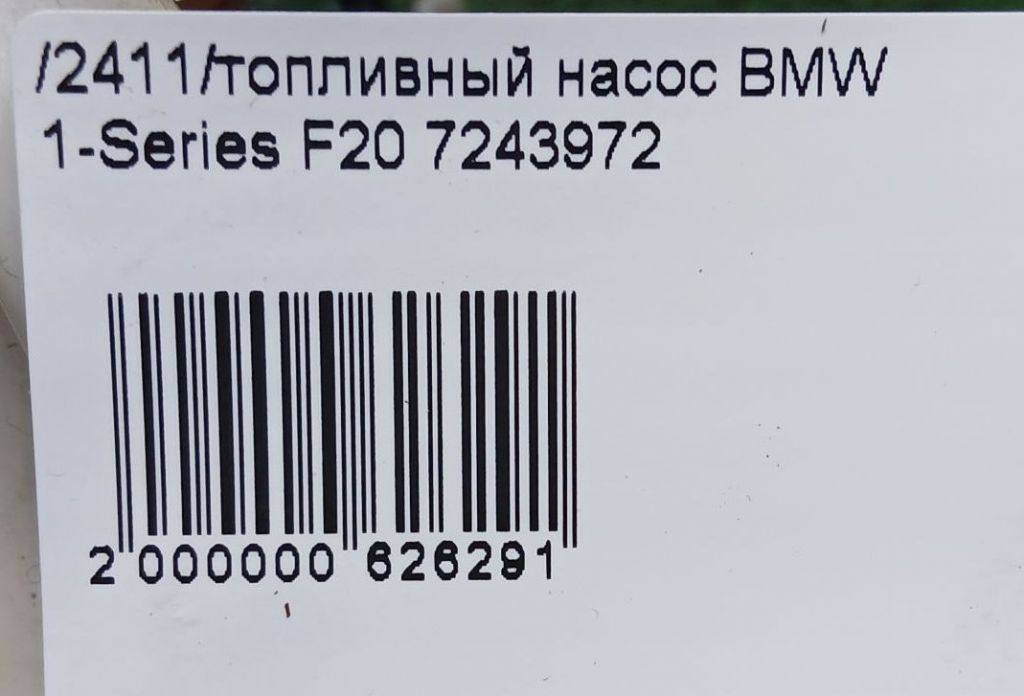 /2411/топливный насос BMW
1-Series F20 7243972
2 000000 626291